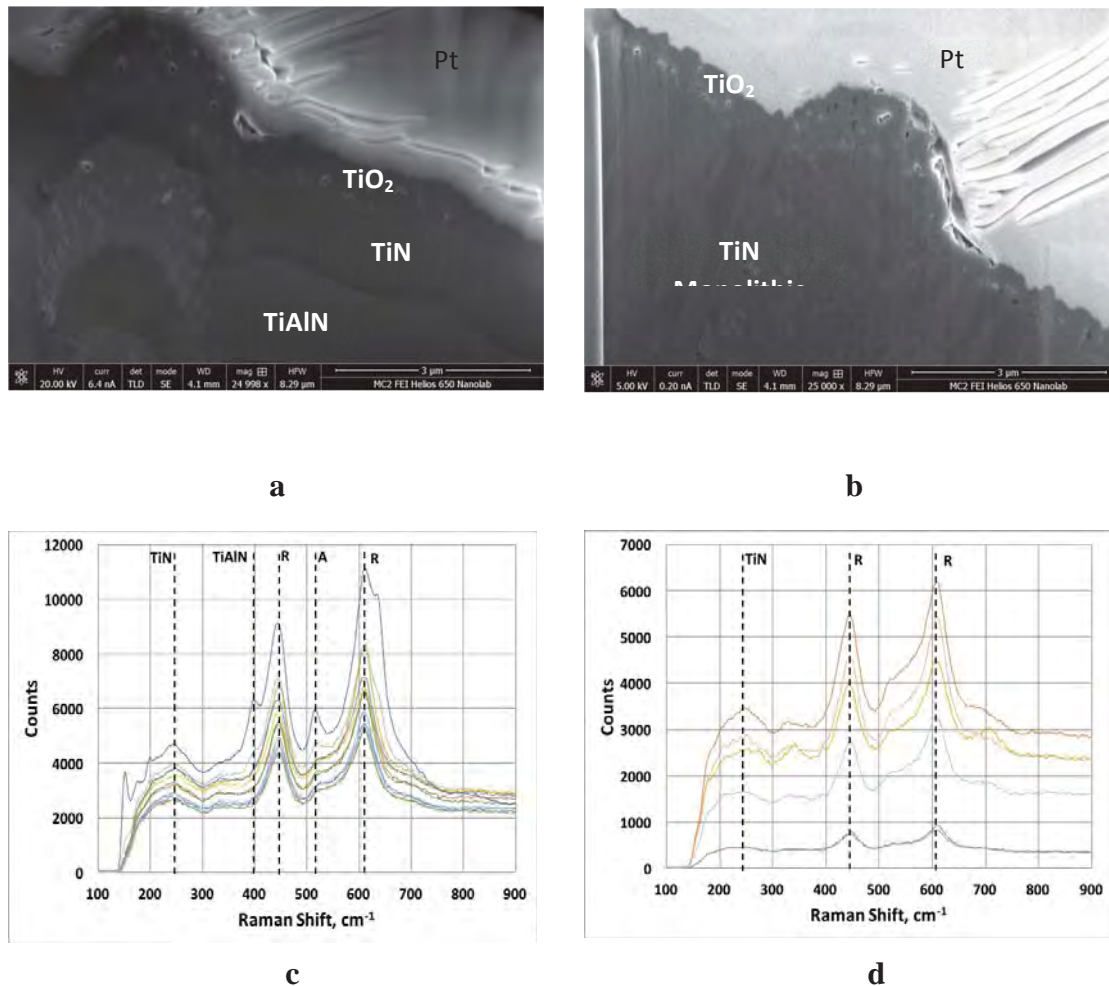 Pt
TiO2
TiN
TiAlN
HV curr det mode WD mag HFW 3 µm
20.00 kV 6.4 nA TLD SE 4.1 mm 24 998 x 8.29 µm MC2 FEI Helios 650 Nanolab
a
Pt
TiO2
TiN
HV curr det mode WD mag HFW 3 µm
5.00 kV 0.20 nA TLD SE 4.1 mm 25 000 x 8.29 µm MC2 FEI Helios 650 Nanolab
b
12000
10000
8000
6000
4000
2000
0
Counts
TiN TiAlN R A R
100 200 300 400 500 600 700 800 900
Raman Shift, cm-1
c
7000
6000
5000
4000
3000
2000
1000
0
Counts
TiN R R
100 200 300 400 500 600 700 800 900
Raman Shift, cm-1
d